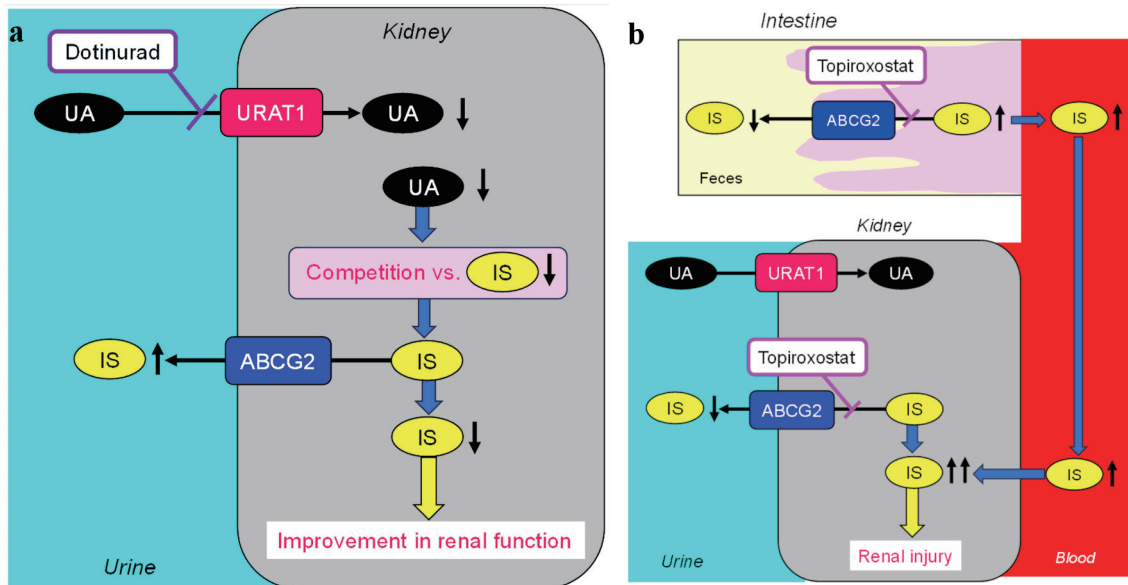 a
Kidney
Dotinurad
UA
URAT1
UA
UA
Competition vs. IS
IS
ABCG2
IS
IS
Improvement in renal function
Urine
b
Intestine
Topiroxostat
IS
ABCG2
IS
IS
Feces
Kidney
UA
URAT1
UA
Topiroxostat
IS
ABCG2
IS
IS
IS
Renal injury
Urine
Blood